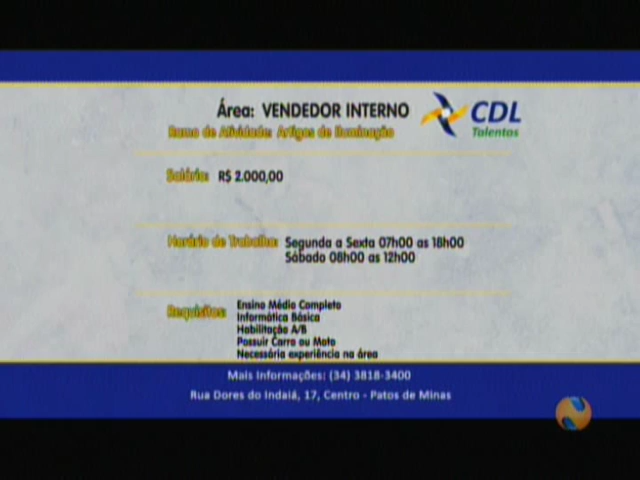 Área: VENDEDOR INTERNO
CDL
Talentos
Ramo de Atividade: Artigos de Iluminação
Salário: R$ 2.000,00
Horário de Trabalho: Segunda a Sexta 07h00 as 18h00
Sábado 08h00 as 12h00
Requisitos: Ensino Médio Completo
Informática Básica
Habilitação A/B
Possuir Carro ou Moto
Necessária experiência na área
Mais Informações: (34) 3818-3400
Rua Dores do Indaiá, 17, Centro - Patos de Minas